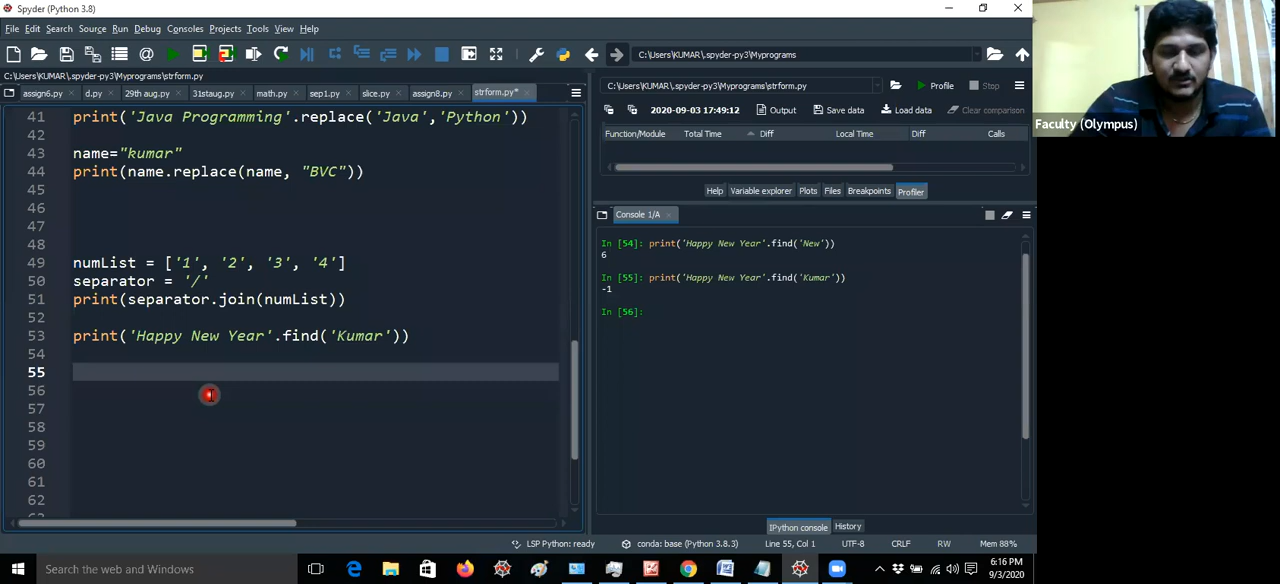 Spyder (Python 3.8)
File Edit Search Source Run Debug Consoles Projects Tools View Help
C:\Users\KUMAR\.spyder-py3\Myprograms
C:\Users\KUMAR\.spyder-py3\Myprograms\strform.py
assign6.py d.py 29th aug.py 31staug.py math.py sep1.py slice.py assign8.py strform.py*
41 print('Java Programming'.replace('Java','Python'))
42
43 name="kumar"
44 print(name.replace(name, "BVC"))
45
46
47
48
49 numList = ['1', '2', '3', '4']
50 separator = '/'
51 print(separator.join(numList))
52
53 print('Happy New Year'.find('Kumar'))
54
55
56
57
58
59
60
61
62
C:\Users\KUMAR\.spyder-py3\Myprograms\strform.py Profile Stop
2020-09-03 17:49:12 Output Save data Load data Clear comparison
Function/Module Total Time Diff Local Time Diff Calls
Help Variable explorer Plots Files Breakpoints Profiler
Console 1/A
In [54]: print('Happy New Year'.find('New'))
6
In [55]: print('Happy New Year'.find('Kumar'))
-1
In [56]:
IPython console History
LSP Python: ready conda: base (Python 3.8.3) Line 55, Col 1 UTF-8 CRLF RW Mem 88%
Faculty (Olympus)
Search the web and Windows
6:16 PM
9/3/2020